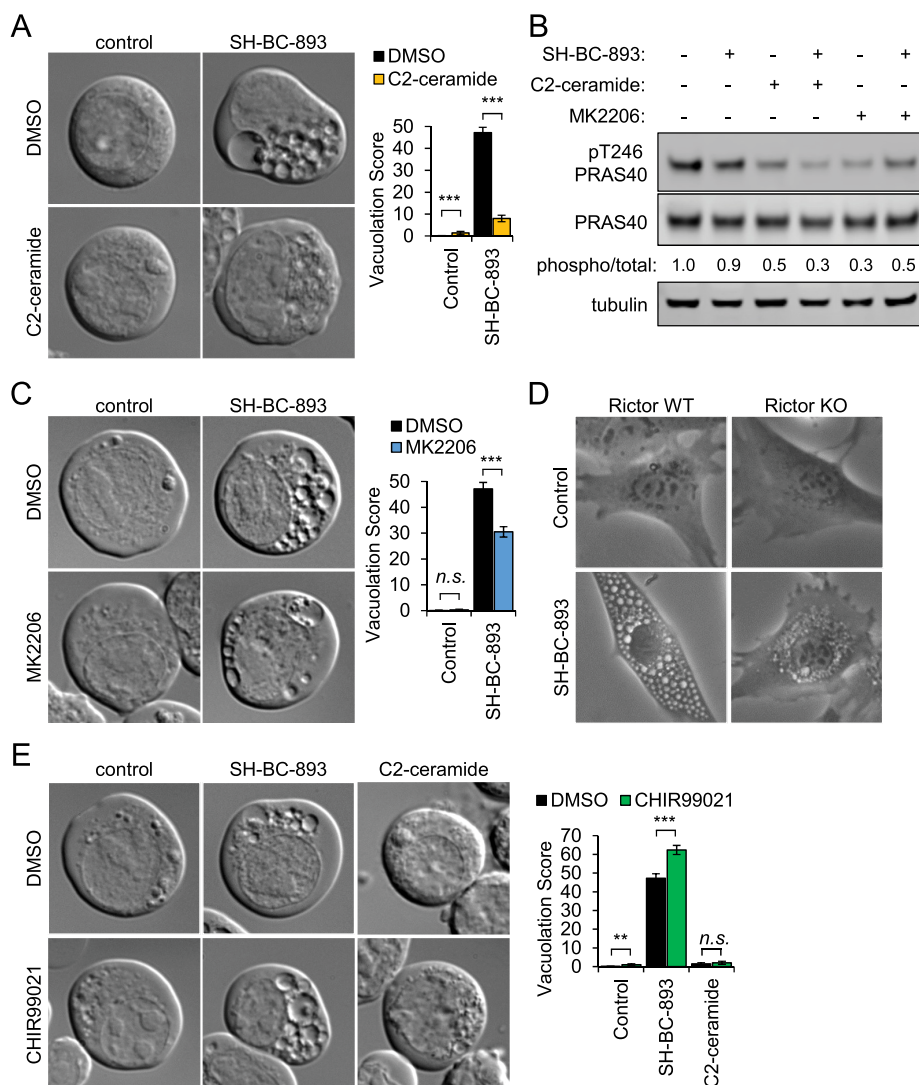 A
control SH-BC-893
DMSO
C2-ceramide
DMSO
C2-ceramide
Vacuolation Score
50
40
30
20
10
0
***
***
Control
SH-BC-893
B
SH-BC-893: - + - + - +
C2-ceramide: - - + + - -
MK2206: - - - - + +
pT246
PRAS40
PRAS40
phospho/total: 1.0 0.9 0.5 0.3 0.3 0.5
tubulin
C
control SH-BC-893
DMSO
MK2206
DMSO
MK2206
Vacuolation Score
50
40
30
20
10
0
n.s.
***
Control
SH-BC-893
D
Rictor WT Rictor KO
Control
SH-BC-893
E
control SH-BC-893 C2-ceramide
DMSO
CHIR99021
DMSO CHIR99021
Vacuolation Score
70
60
50
40
30
20
10
0
**
***
n.s.
Control
SH-BC-893
C2-ceramide